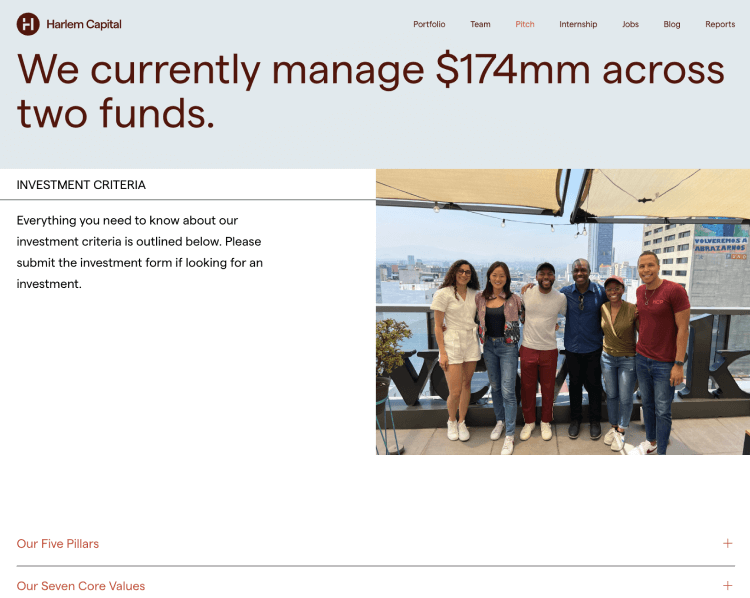 Harlem Capital
Portfolio Team Pitch Internship Jobs Blog Reports
We currently manage $174mm across
two funds.
INVESTMENT CRITERIA
Everything you need to know about our
investment criteria is outlined below. Please
submit the investment form if looking for an
investment.
VOLVEREMOS A
ABRAZARNOS
Our Five Pillars
Our Seven Core Values